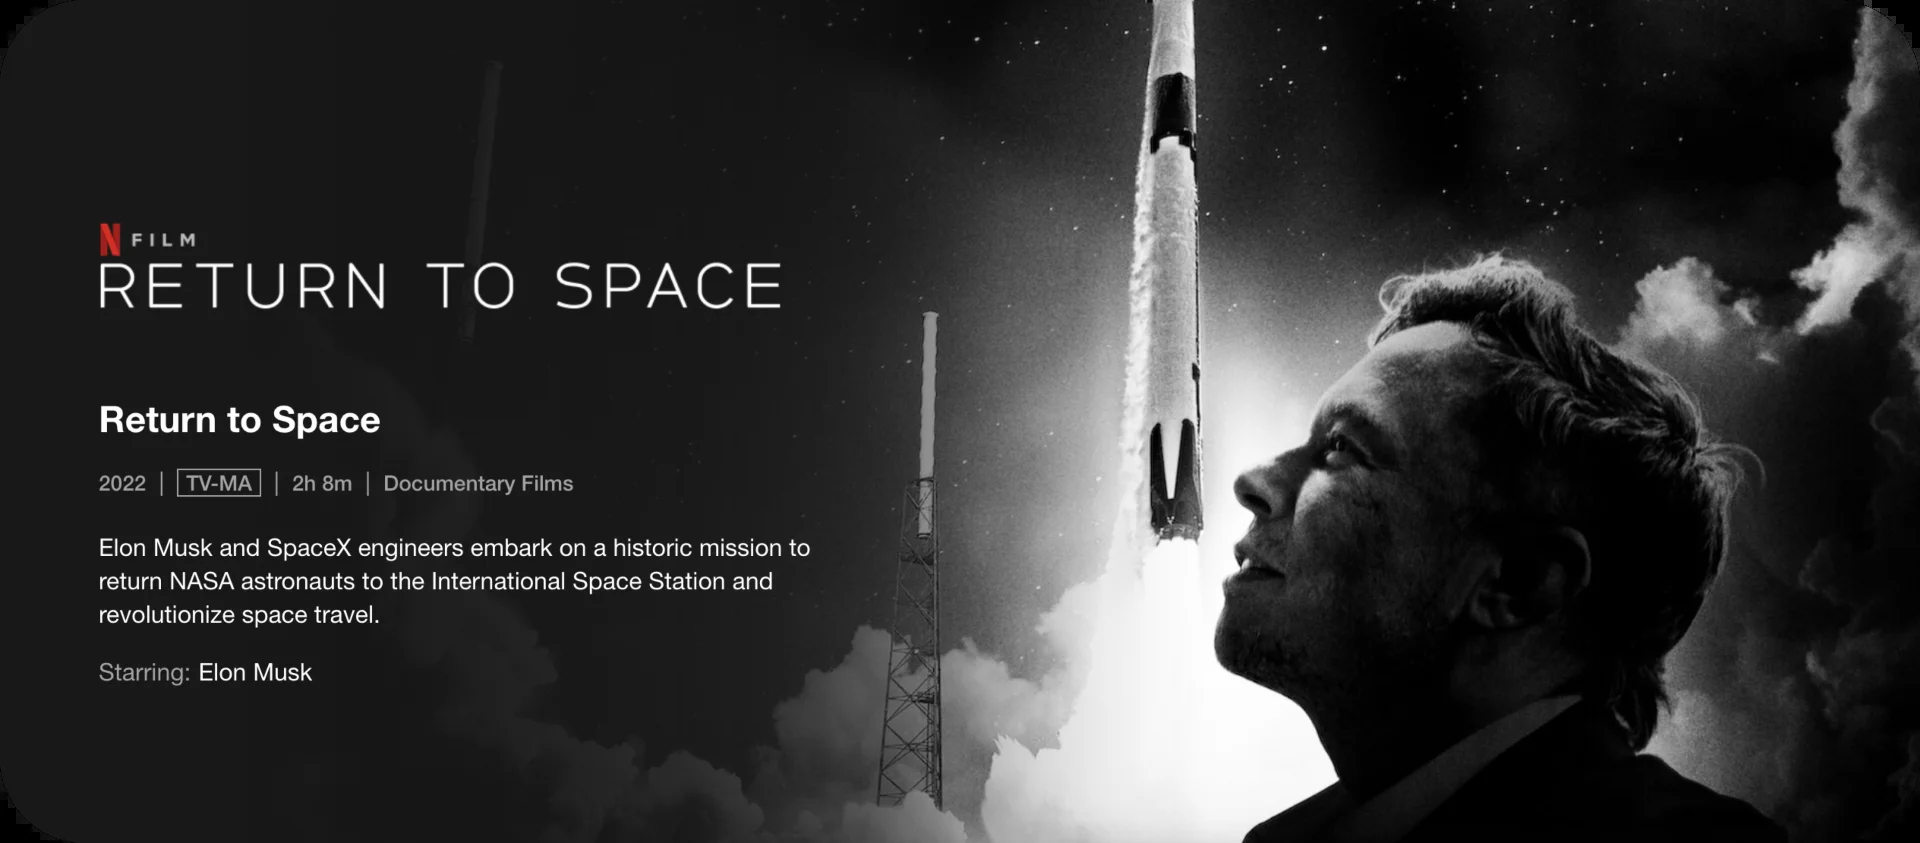 N FILM
RETURN TO SPACE
Return to Space
2022 | TV-MA | 2h 8m | Documentary Films
Elon Musk and SpaceX engineers embark on a historic mission to
return NASA astronauts to the International Space Station and
revolutionize space travel.
Starring: Elon Musk